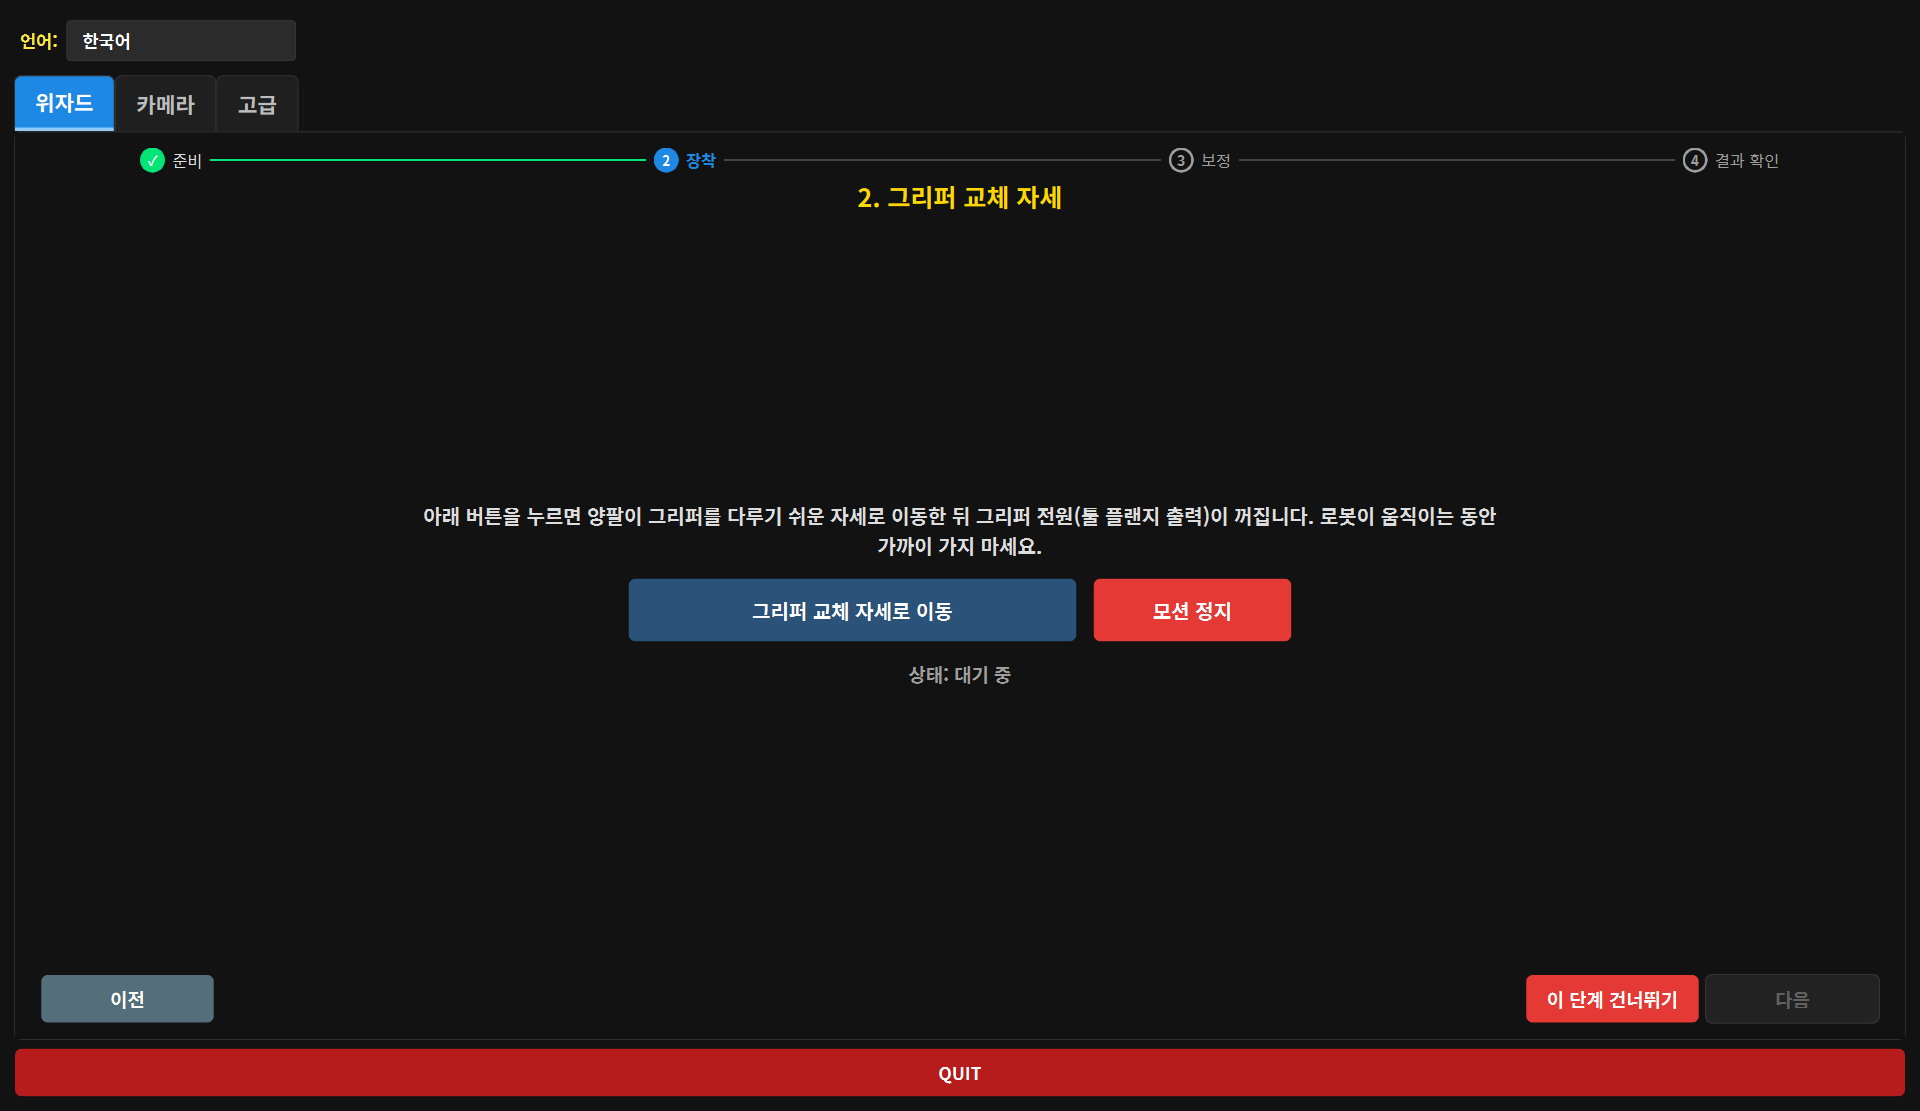 언어: 한국어
위자드 카메라 고급
✓ 준비 2 장착 3 보정 4 결과 확인
2. 그리퍼 교체 자세
아래 버튼을 누르면 양팔이 그리퍼를 다루기 쉬운 자세로 이동한 뒤 그리퍼 전원(툴 플랜지 출력)이 꺼집니다. 로봇이 움직이는 동안
가까이 가지 마세요.
그리퍼 교체 자세로 이동 모션 정지
상태: 대기 중
이전 이 단계 건너뛰기 다음
QUIT